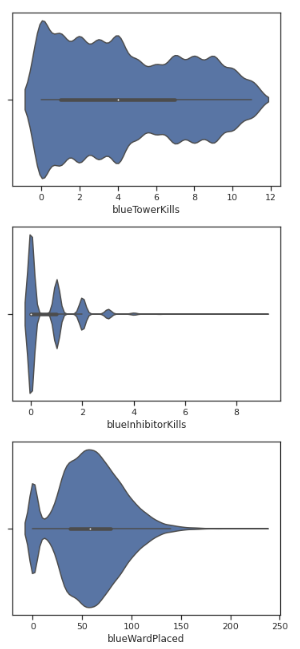 0 2 4 6 8 10 12
blueTowerKills
0 2 4 6 8
blueInhibitorKills
0 50 100 150 200 250
blueWardPlaced